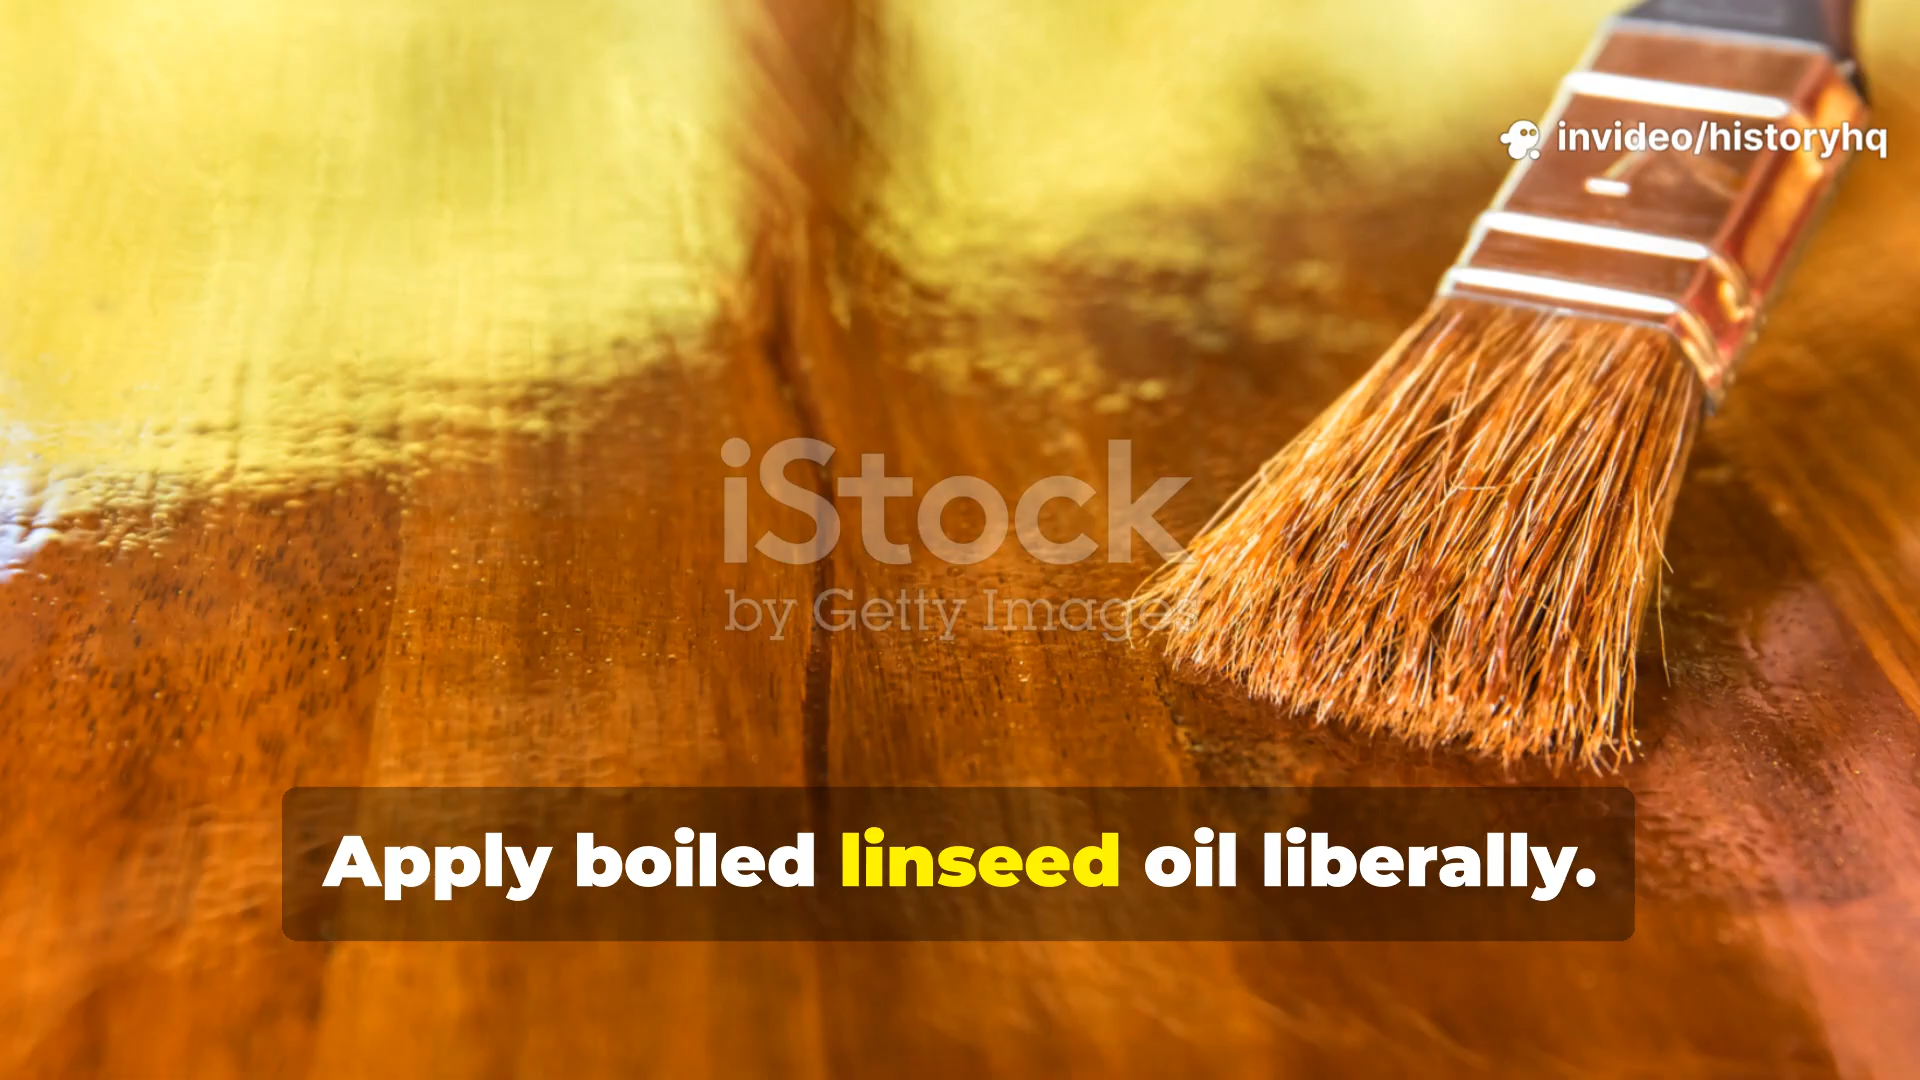 invideo/historyhq
iStock
by Getty Images
Apply boiled linseed oil liberally.